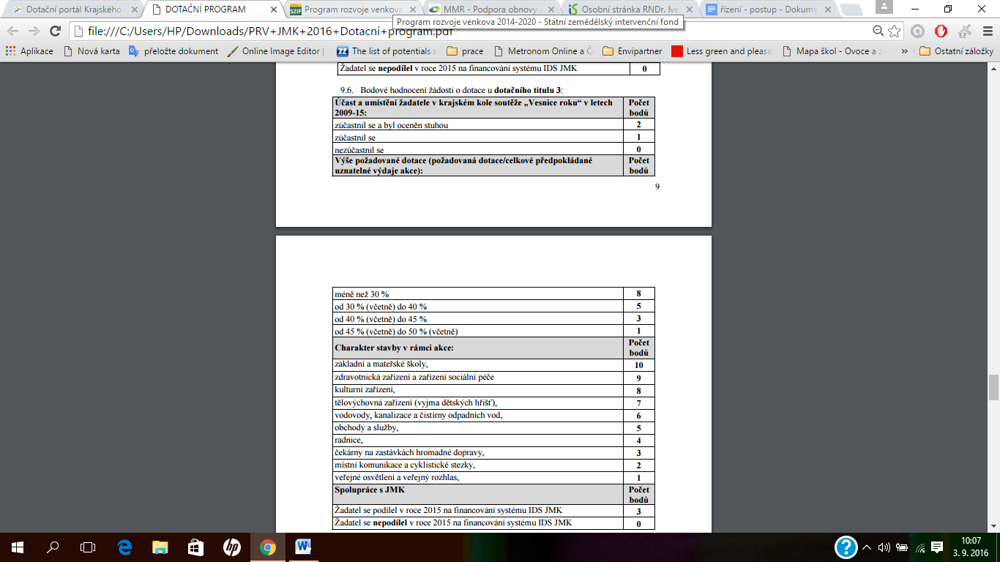 Dotační portál Krajského
DOTAČNÍ PROGRAM
Program rozvoje venkova
MMR - Podpora obnovy
Osobní stránka RNDr. Ive
řízení - postup - Dokume
Program rozvoje venkova 2014-2020 - Státní zemědělský intervenční fond
file:///C:/Users/HP/Downloads/PRV+JMK+2016+Dotacni+program.pdf
Aplikace Nová karta přeložte dokument Online Image Editor The list of potentials s prace Metronom Online a Č Envipartner Less green and pleasa Mapa škol - Ovoce a z » Ostatní záložky
Žadatel se nepodílel v roce 2015 na financování systému IDS JMK 0
9.6. Bodové hodnocení žádosti o dotace u dotačního titulu 3:
Účast a umístění žadatele v krajském kole soutěže „Vesnice roku“ v letech Počet
2009-15: bodů
zúčastnil se a byl oceněn stuhou 2
zúčastnil se 1
nezúčastnil se 0
Výše požadované dotace (požadovaná dotace/celkové předpokládané Počet
uznatelné výdaje akce): bodů
9
méně než 30 % 8
od 30 % (včetně) do 40 % 5
od 40 % (včetně) do 45 % 3
od 45 % (včetně) do 50 % (včetně) 1
Charakter stavby v rámci akce: Počet
bodů
základní a mateřské školy, 10
zdravotnická zařízení a zařízení sociální péče 9
kulturní zařízení, 8
tělovýchovná zařízení (vyjma dětských hřišť), 7
vodovody, kanalizace a čistírny odpadních vod, 6
obchody a služby, 5
radnice, 4
čekárny na zastávkách hromadné dopravy, 3
místní komunikace a cyklistické stezky, 2
veřejné osvětlení a veřejný rozhlas, 1
Spolupráce s JMK Počet
bodů
Žadatel se podílel v roce 2015 na financování systému IDS JMK 3
Žadatel se nepodílel v roce 2015 na financování systému IDS JMK 0
10:07
3. 9. 2016